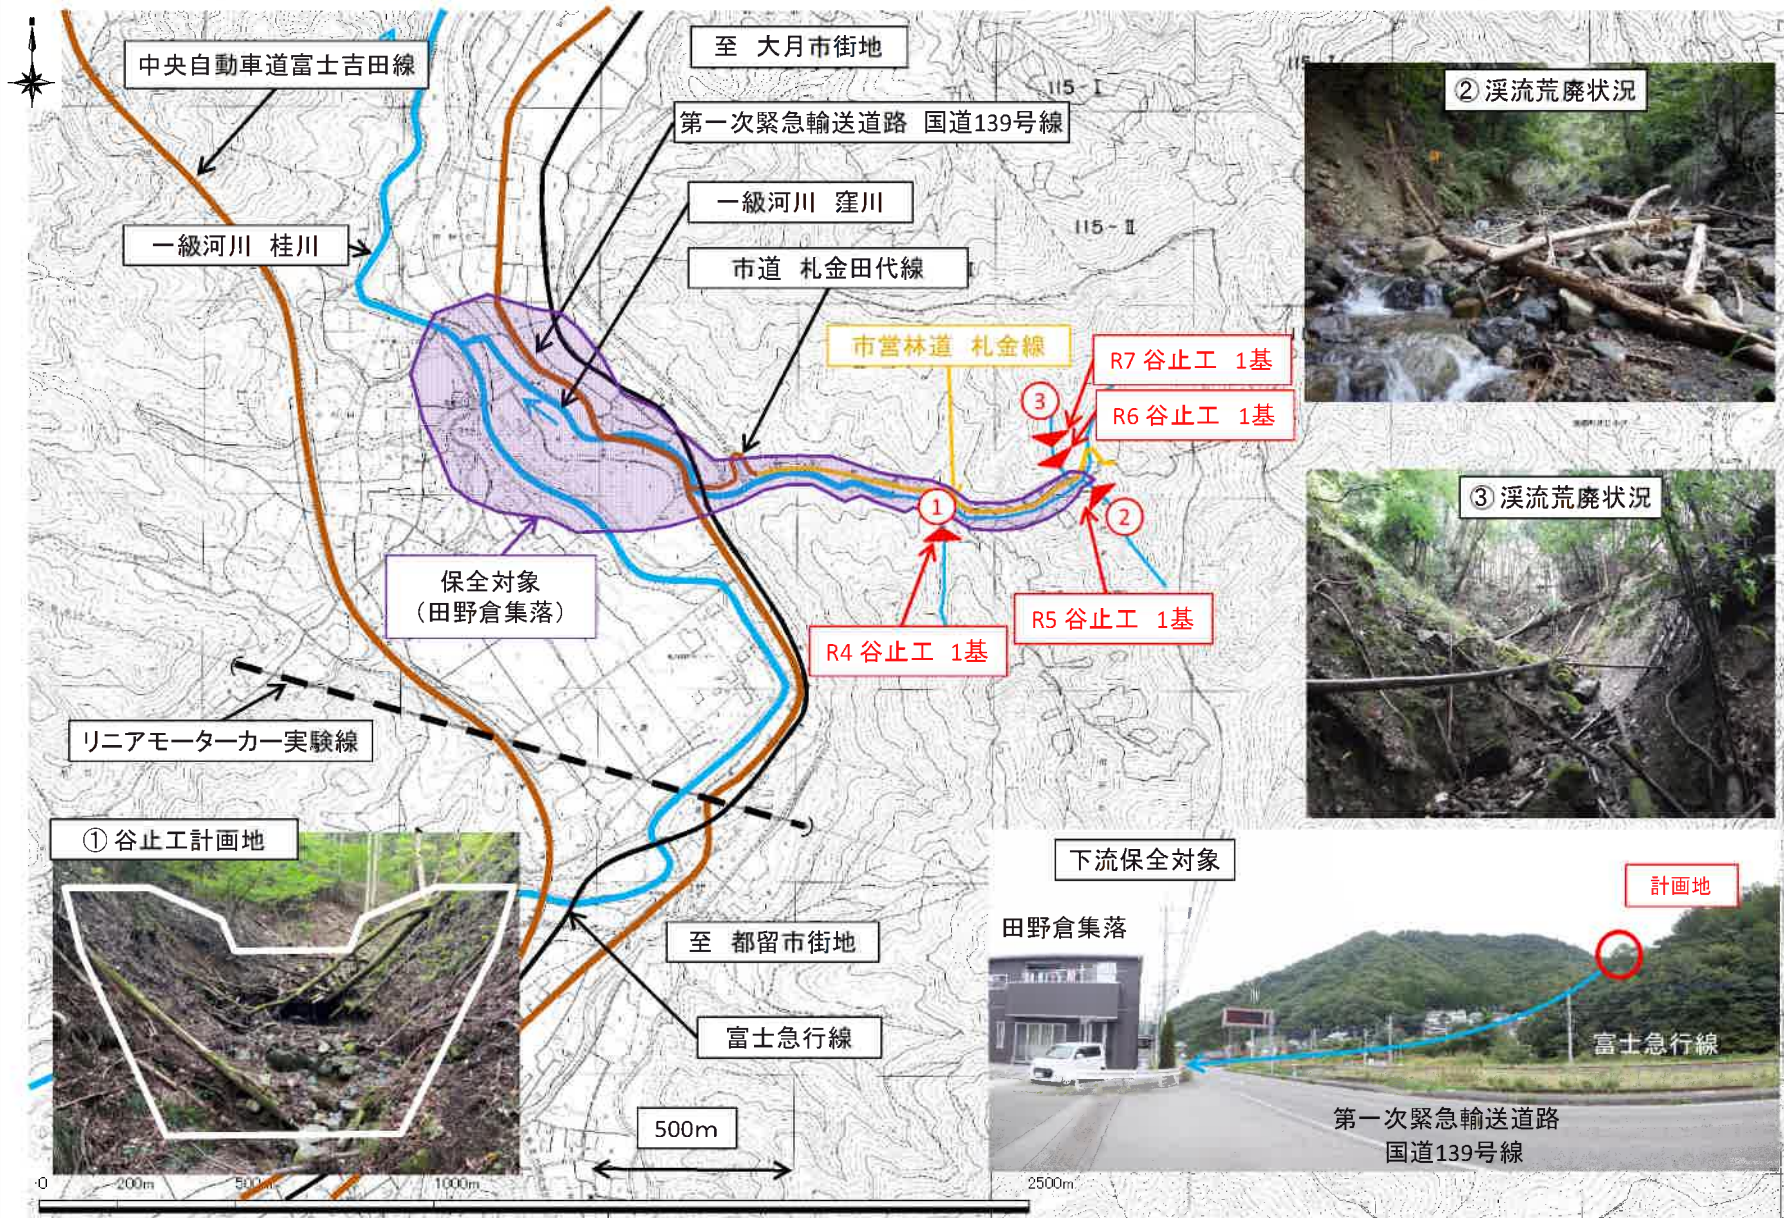 中央自動車道富士吉田線
至 大月市街地
115-Ⅰ
第一次緊急輸送道路 国道139号線
一級河川 窪川
115-Ⅱ
一級河川 桂川
市道 札金田代線
市営林道 札金線
R7 谷止工 1基
R6 谷止工 1基
③
①
②
保全対象
（田野倉集落）
R5 谷止工 1基
R4 谷止工 1基
リニアモーターカー実験線
② 渓流荒廃状況
③ 渓流荒廃状況
① 谷止工計画地
下流保全対象
計画地
田野倉集落
至 都留市街地
富士急行線
富士急行線
第一次緊急輸送道路
国道139号線
500m
0 200m 500m 1000m 2500m